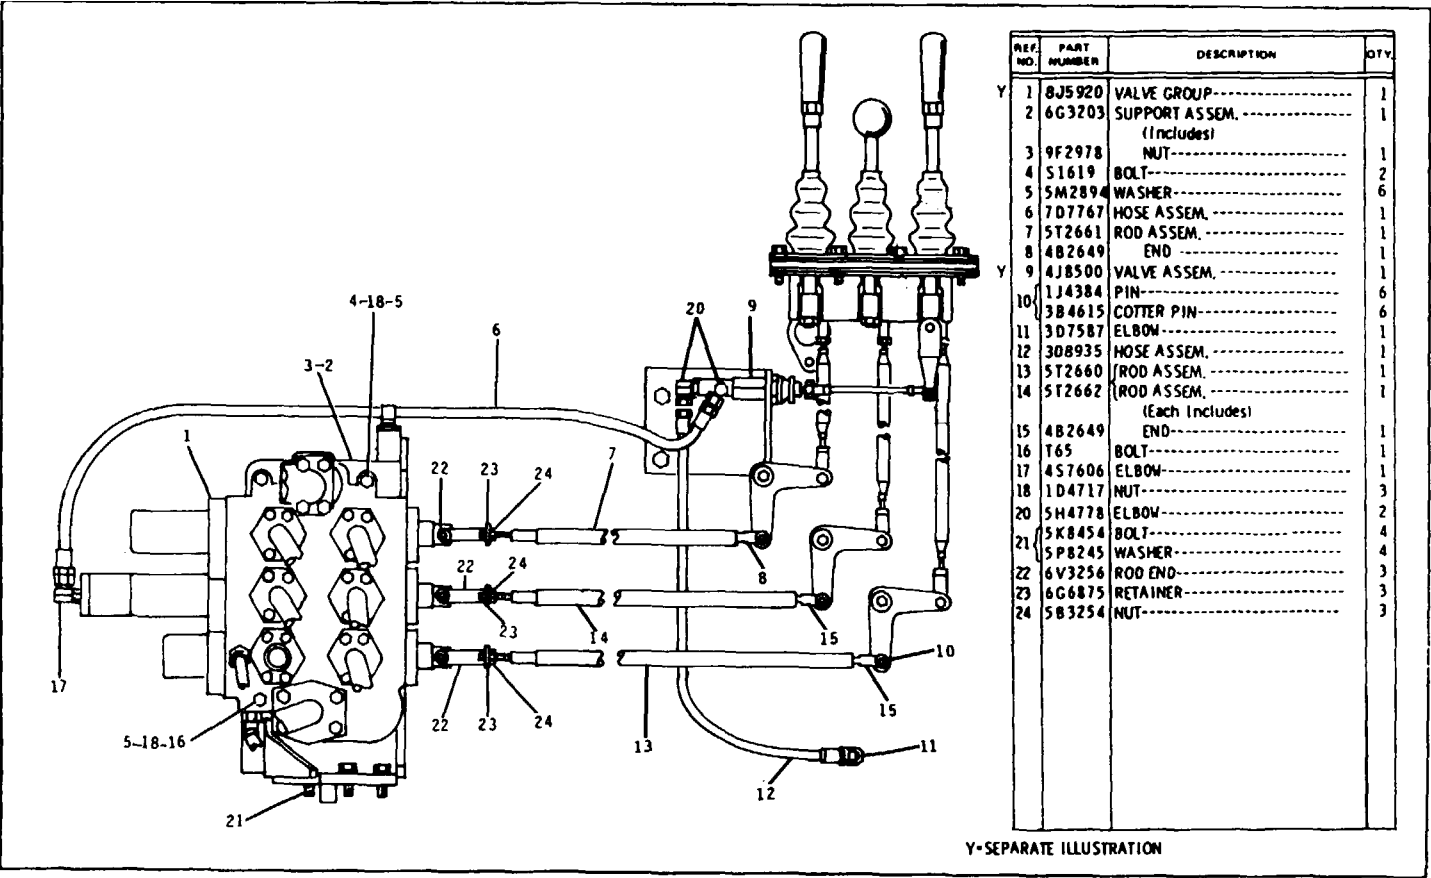 REF. NO. PART NUMBER DESCRIPTION QTY.
Y 1 8J5920 VALVE GROUP 1
2 6G3203 SUPPORT ASSEM. 1
(Includes)
3 9F2978 NUT 1
4 S1619 BOLT 2
5 5M2894 WASHER 6
6 7D7767 HOSE ASSEM. 1
7 5T2661 ROD ASSEM. 1
8 4B2649 END 1
Y 9 4J8500 VALVE ASSEM. 1
10 1J4384 PIN 6
3B4615 COTTER PIN 6
11 3D7587 ELBOW 1
12 3D8935 HOSE ASSEM. 1
13 5T2660 ROD ASSEM. 1
14 5T2662 ROD ASSEM. 1
(Each Includes)
15 4B2649 END 1
16 T65 BOLT 1
17 4S7606 ELBOW 1
18 1D4717 NUT 3
20 5H4778 ELBOW 2
21 5K8454 BOLT 4
5P8245 WASHER 4
22 6V3256 ROD END 3
23 6G6875 RETAINER 3
24 5B3254 NUT 3
Y-SEPARATE ILLUSTRATION
4-18-5
6
20
9
3-2
1
22
23
24
7
8
22
24
23
14
15
10
17
22
23
24
13
15
5-18-16
11
12
21